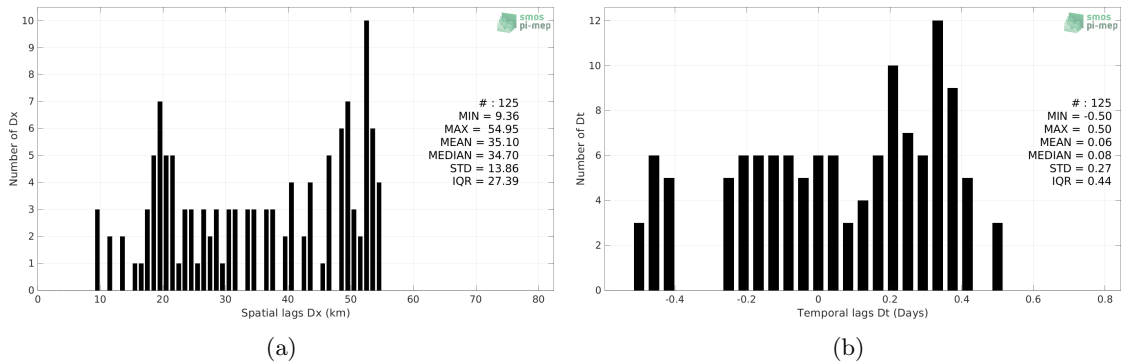 smos
pi-mep
10
9
8
7
6
5
4
3
2
1
0
Number of Dx
# : 125
MIN = 9.36
MAX = 54.95
MEAN = 35.10
MEDIAN = 34.70
STD = 13.86
IQR = 27.39
0 10 20 30 40 50 60 70 80
Spatial lags Dx (km)
(a)
smos
pi-mep
12
10
8
6
4
2
0
Number of Dt
# : 125
MIN = -0.50
MAX = 0.50
MEAN = 0.06
MEDIAN = 0.08
STD = 0.27
IQR = 0.44
-0.4 -0.2 0 0.2 0.4 0.6 0.8
Temporal lags Dt (Days)
(b)